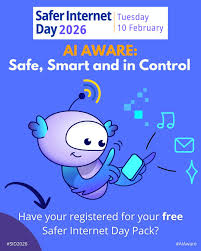 Safer Internet
Day 2026
Tuesday
10 February
AI AWARE:
Safe, Smart and in Control
Have your registered for your free
Safer Internet Day Pack?
#SID2026
#AIAware